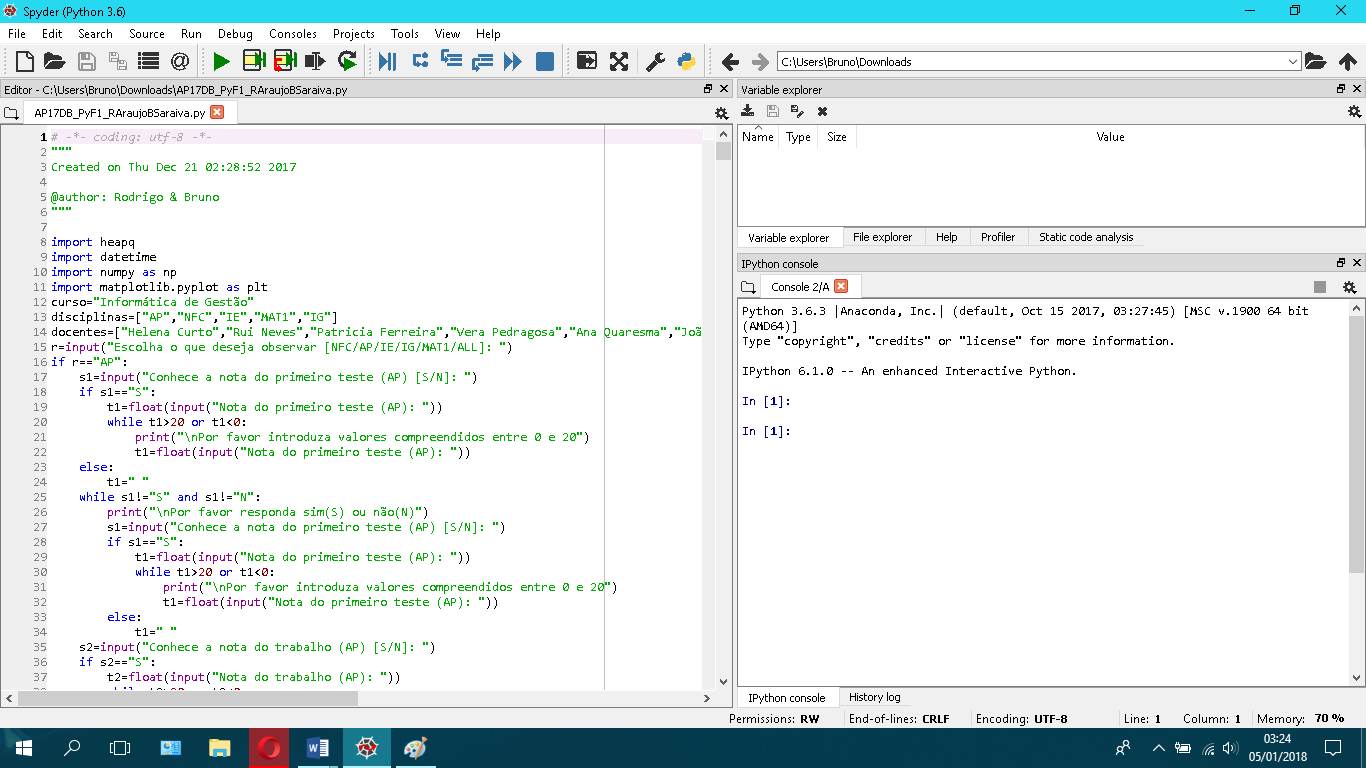 Spyder (Python 3.6)
File Edit Search Source Run Debug Consoles Projects Tools View Help
C:\Users\Bruno\Downloads
Editor - C:\Users\Bruno\Downloads\AP17DB_PyF1_RAraujoBSaraiva.py
AP17DB_PyF1_RAraujoBSaraiva.py
1 # -*- coding: utf-8 -*-
2 """
3 Created on Thu Dec 21 02:28:52 2017
4
5 @author: Rodrigo & Bruno
6 """
7
8 import heapq
9 import datetime
10 import numpy as np
11 import matplotlib.pyplot as plt
12 curso="Informática de Gestão"
13 disciplinas=["AP","NFC","IE","MAT1","IG"]
14 docentes=["Helena Curto","Rui Neves","Patricia Ferreira","Vera Pedragosa","Ana Quaresma","Joã
15 r=input("Escolha o que deseja observar [NFC/AP/IE/IG/MAT1/ALL]: ")
16 if r=="AP":
17     s1=input("Conhece a nota do primeiro teste (AP) [S/N]: ")
18     if s1=="S":
19         t1=float(input("Nota do primeiro teste (AP): "))
20         while t1>20 or t1<0:
21             print("\nPor favor introduza valores compreendidos entre 0 e 20")
22             t1=float(input("Nota do primeiro teste (AP): "))
23     else:
24         t1=" "
25     while s1!="S" and s1!="N":
26         print("\nPor favor responda sim(S) ou não(N)")
27         s1=input("Conhece a nota do primeiro teste (AP) [S/N]: ")
28         if s1=="S":
29             t1=float(input("Nota do primeiro teste (AP): "))
30             while t1>20 or t1<0:
31                 print("\nPor favor introduza valores compreendidos entre 0 e 20")
32                 t1=float(input("Nota do primeiro teste (AP): "))
33         else:
34             t1=" "
35     s2=input("Conhece a nota do trabalho (AP) [S/N]: ")
36     if s2=="S":
37         t2=float(input("Nota do trabalho (AP): "))
Variable explorer
Name Type Size Value
Variable explorer File explorer Help Profiler Static code analysis
IPython console
Console 2/A
Python 3.6.3 |Anaconda, Inc.| (default, Oct 15 2017, 03:27:45) [MSC v.1900 64 bit
(AMD64)]
Type "copyright", "credits" or "license" for more information.
IPython 6.1.0 -- An enhanced Interactive Python.
In [1]:
In [1]:
IPython console History log
Permissions: RW End-of-lines: CRLF Encoding: UTF-8 Line: 1 Column: 1 Memory: 70 %
03:24
05/01/2018